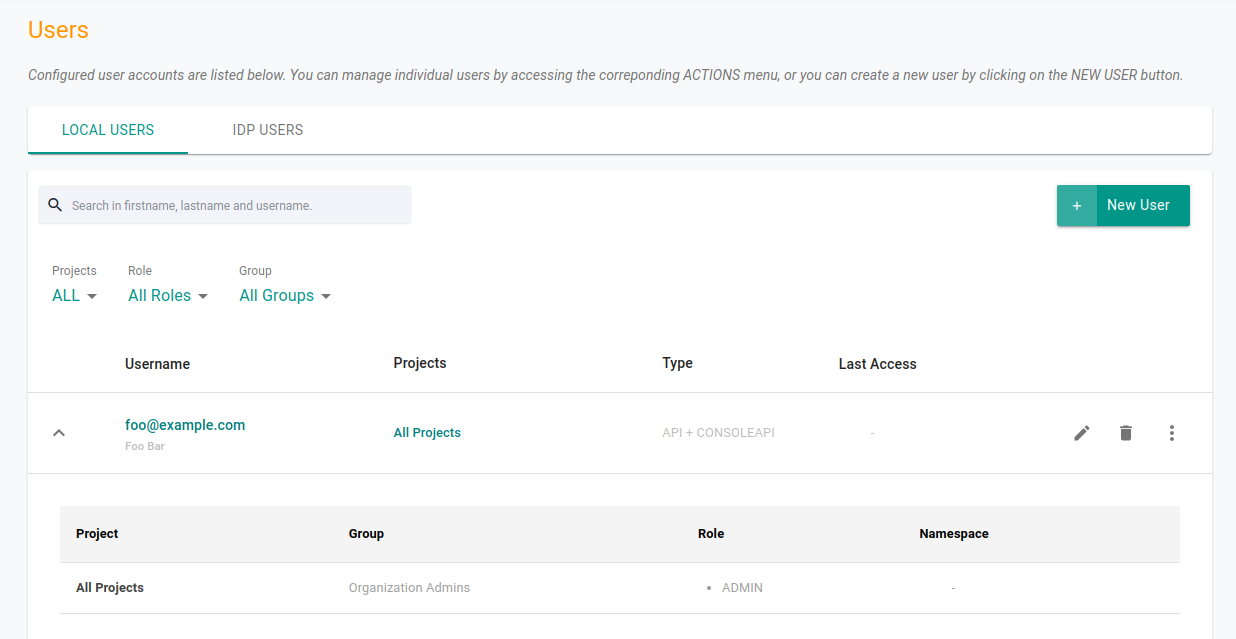 Users
Configured user accounts are listed below. You can manage individual users by accessing the correponding ACTIONS menu, or you can create a new user by clicking on the NEW USER button.
LOCAL USERS IDP USERS
Search in firstname, lastname and username.
+ New User
Projects Role Group
ALL All Roles All Groups
Username Projects Type Last Access
foo@example.com All Projects API + CONSOLEAPI -
Foo Bar
Project Group Role Namespace
All Projects Organization Admins • ADMIN -